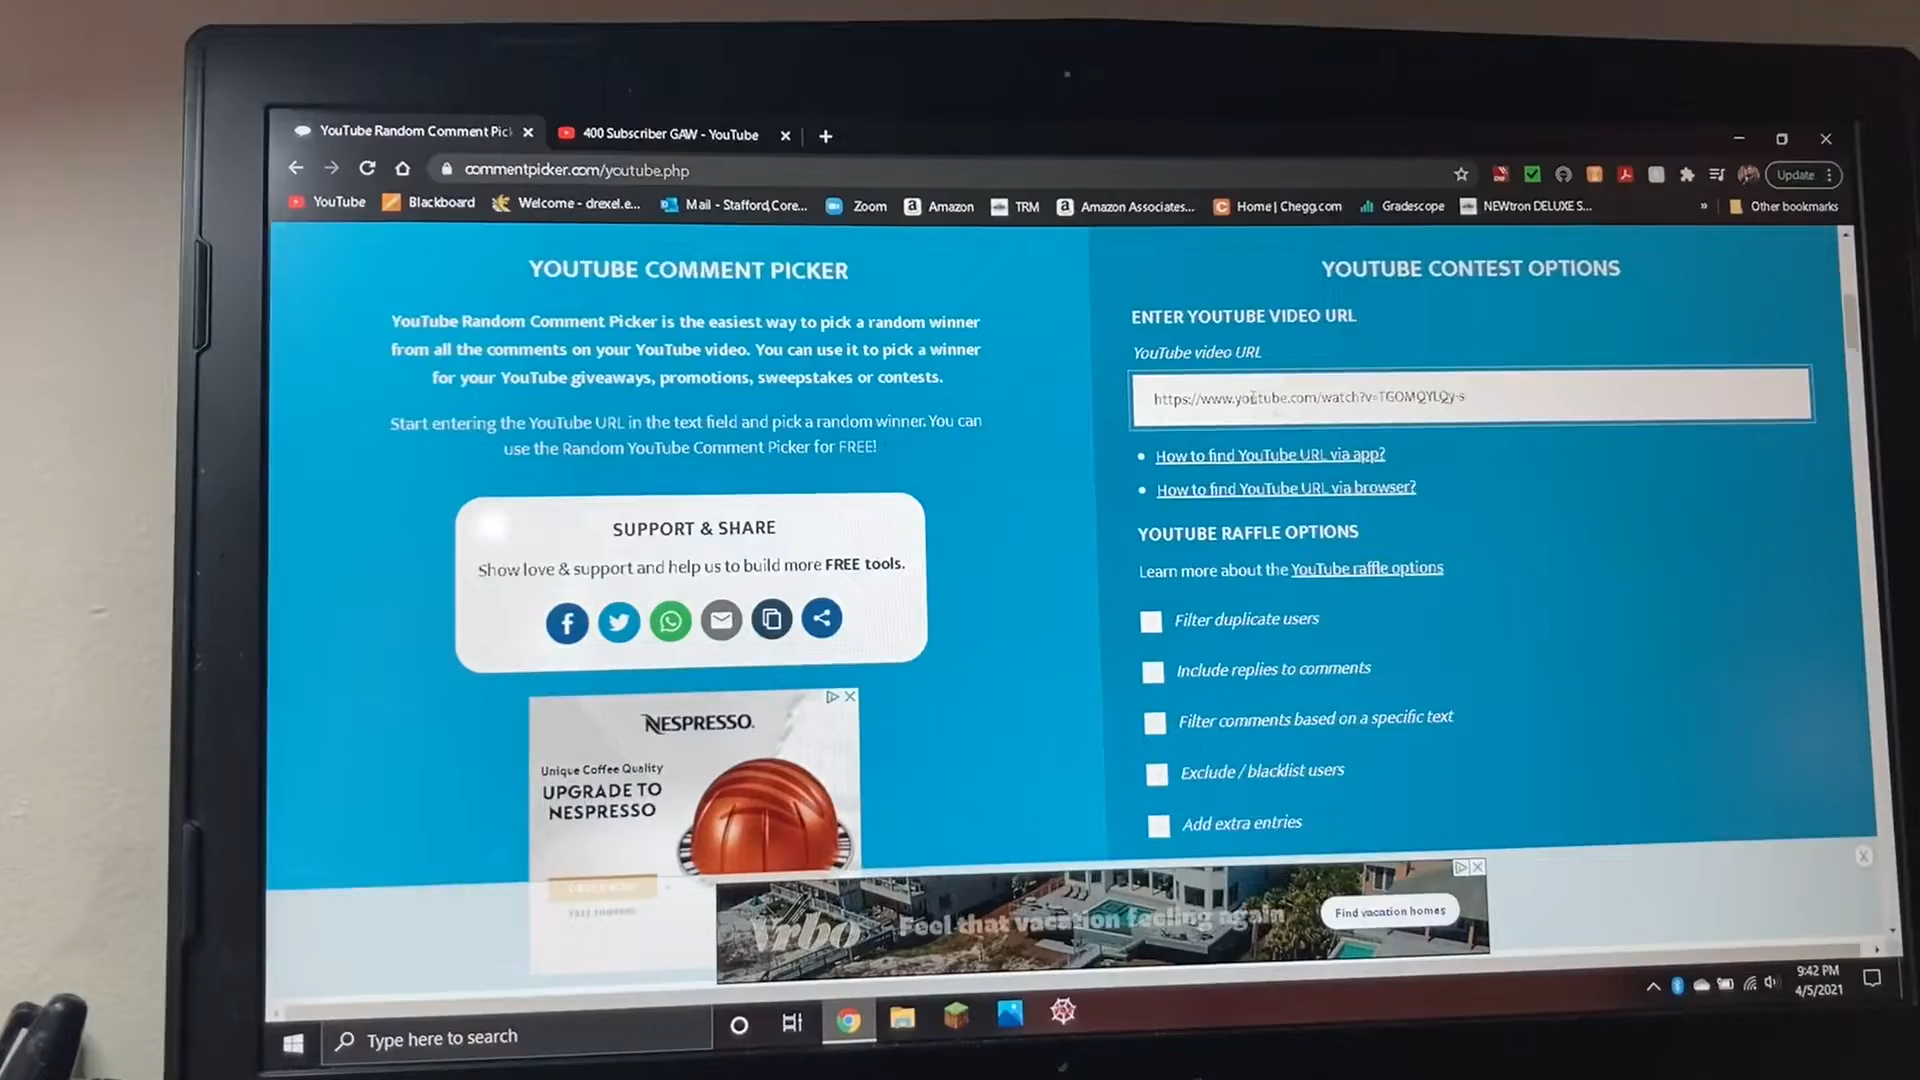 YouTube Random Comment Pic
400 Subscriber GAW - YouTube
commentpicker.com/youtube.php
Update
YouTube
Blackboard
Welcome - drexel.e...
Mail - Stafford,Core...
Zoom
Amazon
TRM
Amazon Associates...
Home | Chegg.com
Gradescope
NEWtron DELUXE S...
»
Other bookmarks
YOUTUBE COMMENT PICKER
YouTube Random Comment Picker is the easiest way to pick a random winner
from all the comments on your YouTube video. You can use it to pick a winner
for your YouTube giveaways, promotions, sweepstakes or contests.
Start entering the YouTube URL in the text field and pick a random winner. You can
use the Random YouTube Comment Picker for FREE!
SUPPORT & SHARE
Show love & support and help us to build more FREE tools.
NESPRESSO.
Unique Coffee Quality
UPGRADE TO
NESPRESSO
ORDER NOW
YOUTUBE CONTEST OPTIONS
ENTER YOUTUBE VIDEO URL
YouTube video URL
https://www.youtube.com/watch?v=TGOMQYLQy-s
How to find YouTube URL via app?
How to find YouTube URL via browser?
YOUTUBE RAFFLE OPTIONS
Learn more about the YouTube raffle options
Filter duplicate users
Include replies to comments
Filter comments based on a specific text
Exclude / blacklist users
Add extra entries
Vrbo
Feel that vacation feeling again
Find vacation homes
Type here to search
9:42 PM
4/5/2021